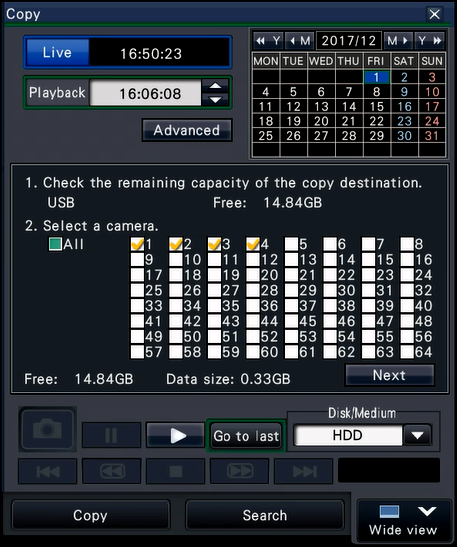 Copy
Live 16:50:23
Playback 16:06:08
Advanced
Y M 2017/12 M Y
MON TUE WED THU FRI SAT SUN
1 2 3
4 5 6 7 8 9 10
11 12 13 14 15 16 17
18 19 20 21 22 23 24
25 26 27 28 29 30 31
1. Check the remaining capacity of the copy destination.
USB Free: 14.84GB
2. Select a camera.
All 1 2 3 4 5 6 7 8
9 10 11 12 13 14 15 16
17 18 19 20 21 22 23 24
25 26 27 28 29 30 31 32
33 34 35 36 37 38 39 40
41 42 43 44 45 46 47 48
49 50 51 52 53 54 55 56
57 58 59 60 61 62 63 64
Free: 14.84GB Data size: 0.33GB Next
Disk/Medium
Go to last HDD
Copy Search Wide view